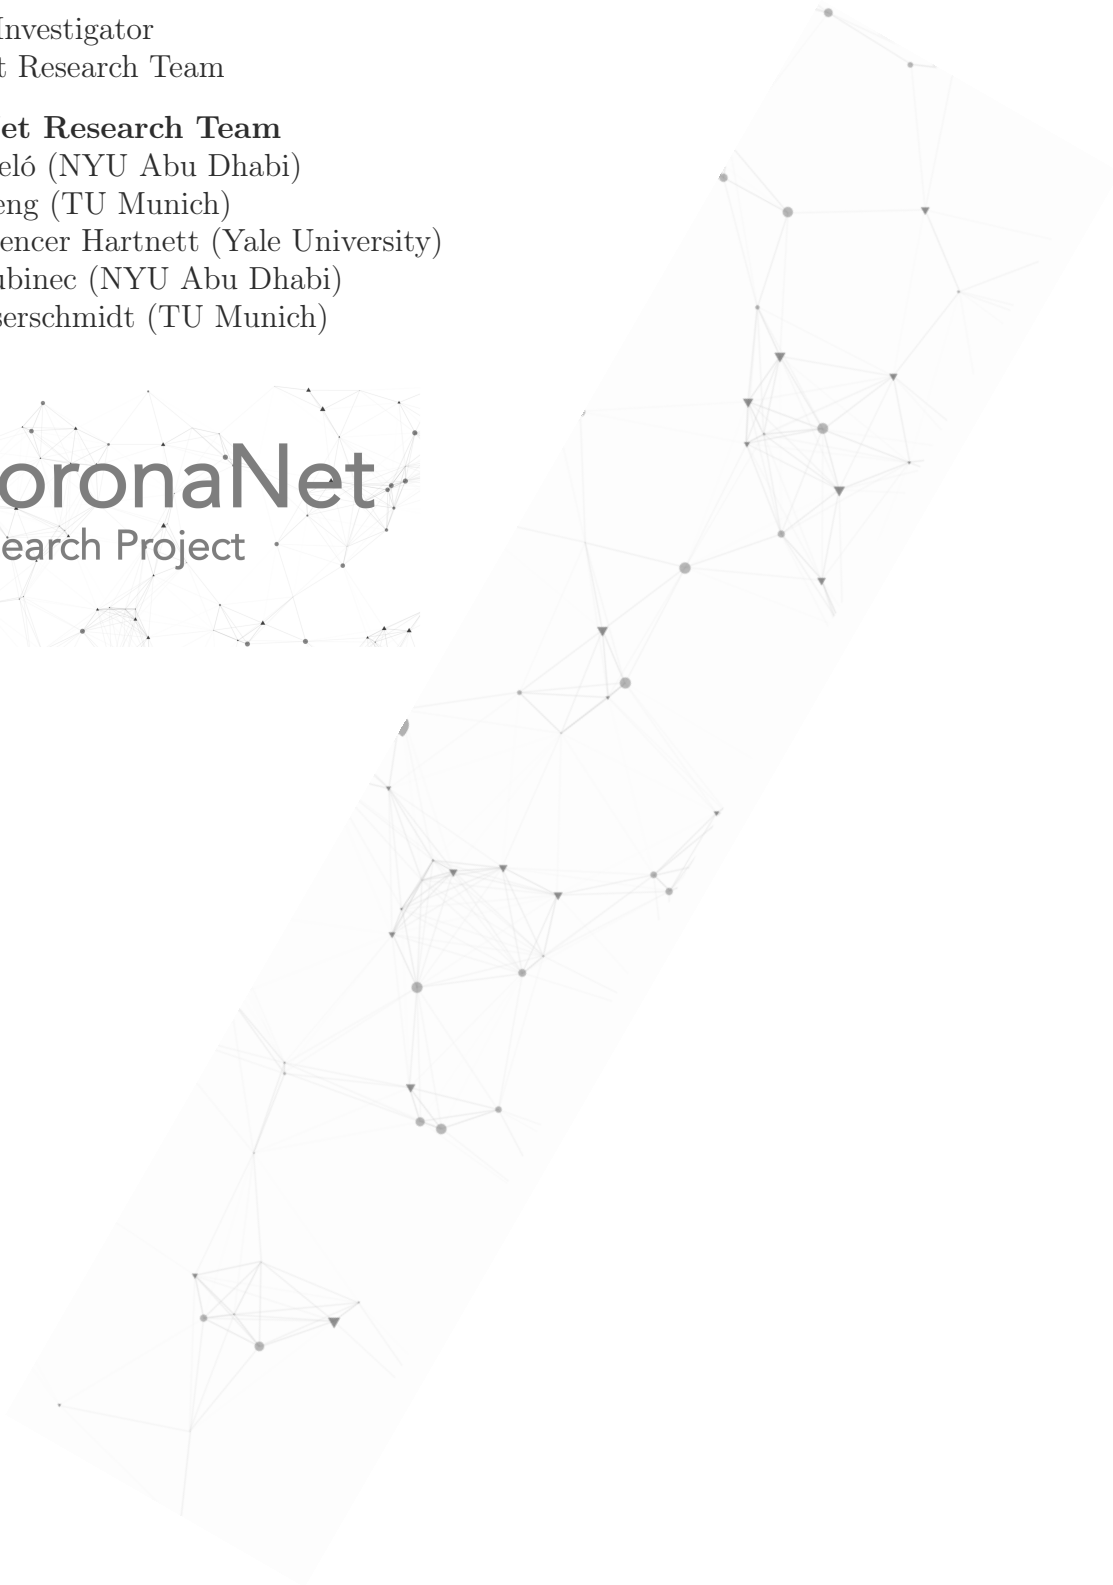 Investigator
t Research Team
et Research Team
eló (NYU Abu Dhabi)
eng (TU Munich)
encer Hartnett (Yale University)
ubinec (NYU Abu Dhabi)
serschmidt (TU Munich)
oronaNet
earch Project